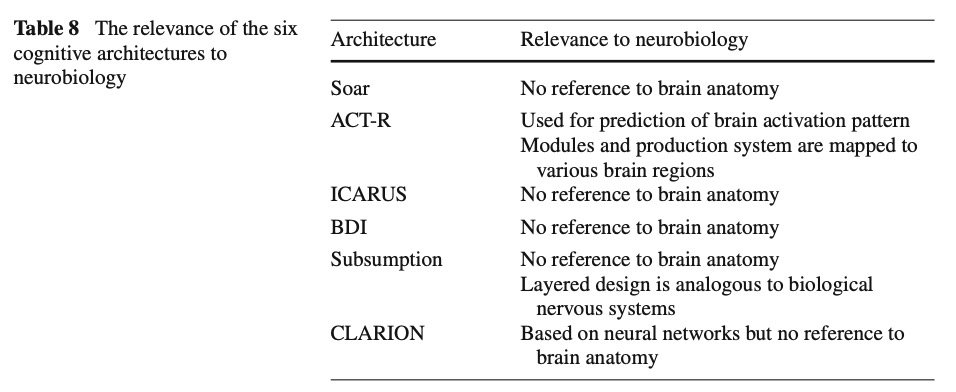 Table 8 The relevance of the six
cognitive architectures to
neurobiology
Architecture Relevance to neurobiology
Soar No reference to brain anatomy
ACT-R Used for prediction of brain activation pattern
Modules and production system are mapped to
various brain regions
ICARUS No reference to brain anatomy
BDI No reference to brain anatomy
Subsumption No reference to brain anatomy
Layered design is analogous to biological
nervous systems
CLARION Based on neural networks but no reference to
brain anatomy